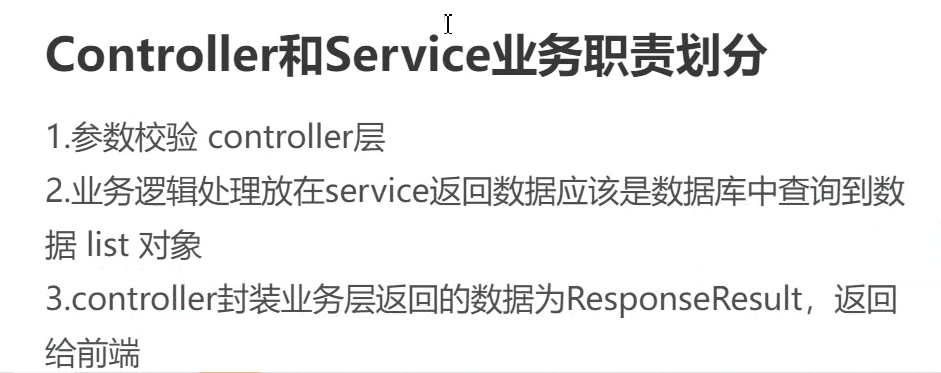 Controller和Service业务职责划分
1.参数校验 controller层
2.业务逻辑处理放在service返回数据应该是数据库中查询到数
据 list 对象
3.controller封装业务层返回的数据为ResponseResult，返回
给前端